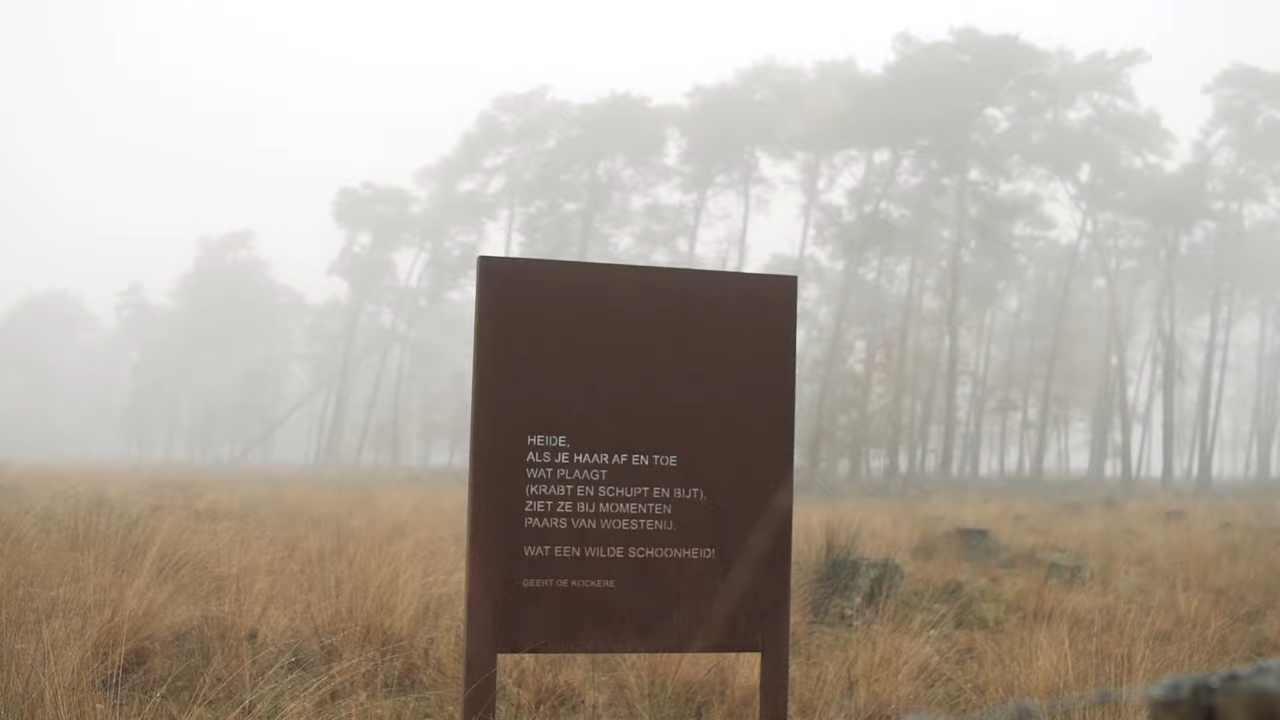 HEIDE,
ALS JE HAAR AF EN TOE
WAT PLAAGT
(KRABT EN SCHUPT EN BIJT),
ZIET ZE BIJ MOMENTEN
PAARS VAN WOESTENIJ.
WAT EEN WILDE SCHOONHEID!
GEERT DE KOCKERE